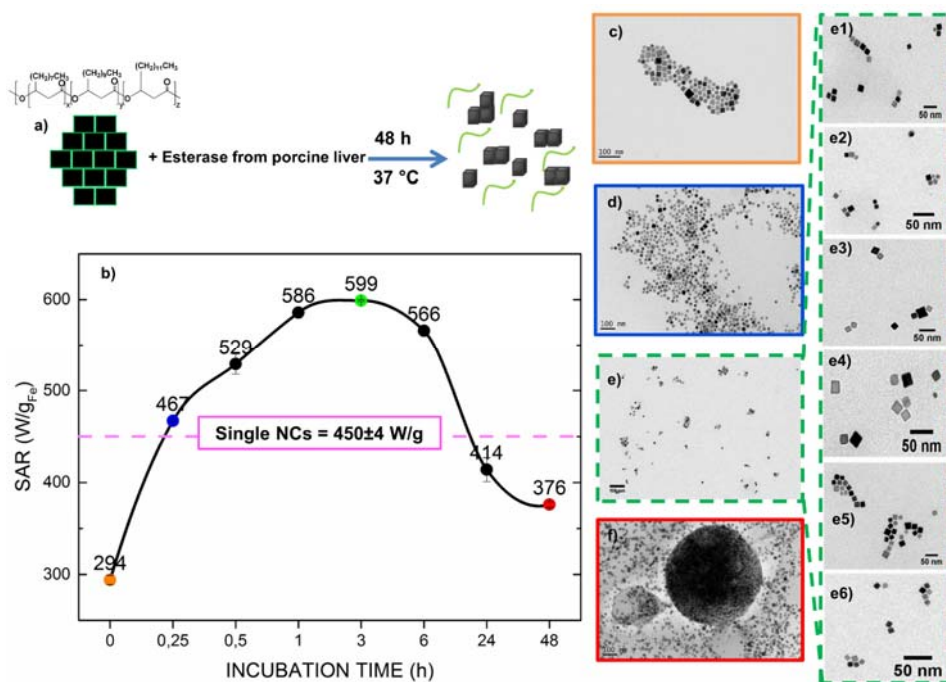 (CH₂)₇CH₃
(CH₂)₉CH₃
(CH₂)₁₁CH₃
O
O
O
O
O
O
x
y
z
a)
+ Esterase from porcine liver
48 h
37 °C
b)
SAR (W/gFe)
600
500
400
300
294
467
529
586
599
566
414
376
Single NCs = 450±4 W/g
0
0,25
0,5
1
3
6
24
48
INCUBATION TIME (h)
c)
100 nm
d)
100 nm
e)
f)
e1)
50 nm
e2)
50 nm
e3)
50 nm
e4)
50 nm
e5)
50 nm
e6)
50 nm